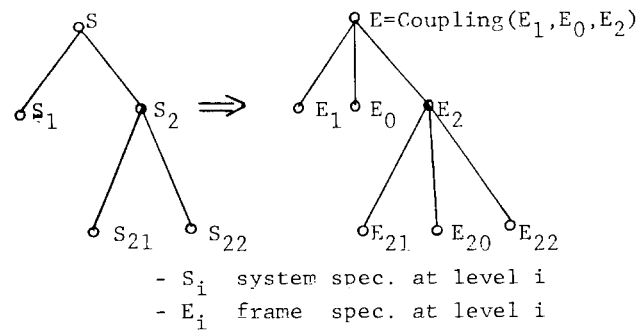 S
E=Coupling(E1,E0,E2)
S1
S2
E1
E0
E2
S21
S22
E21
E20
E22
- Si system spec. at level i
- Ei frame spec. at level i